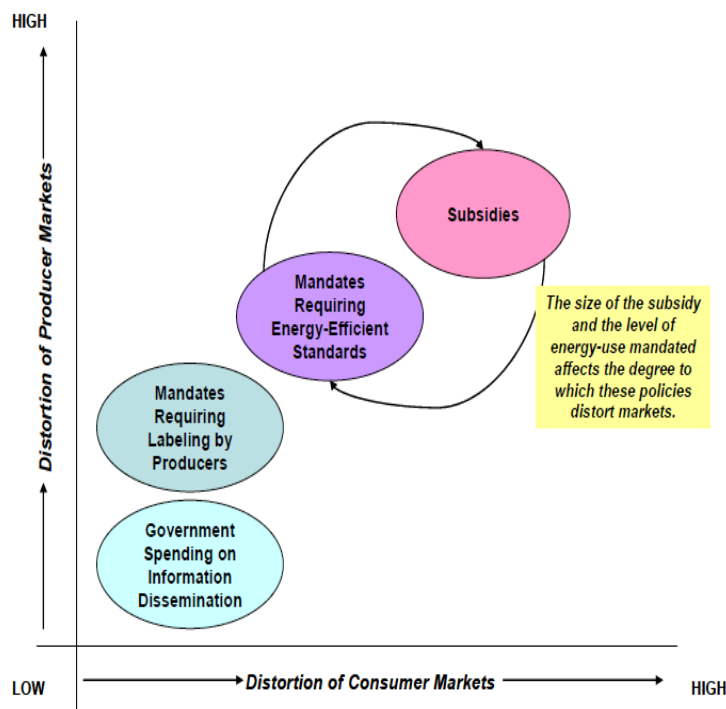 HIGH
Distortion of Producer Markets
Subsidies
Mandates
Requiring
Energy-Efficient
Standards
The size of the subsidy
and the level of
energy-use mandated
affects the degree to
which these policies
distort markets.
Mandates
Requiring
Labeling by
Producers
Government
Spending on
Information
Dissemination
LOW
Distortion of Consumer Markets
HIGH